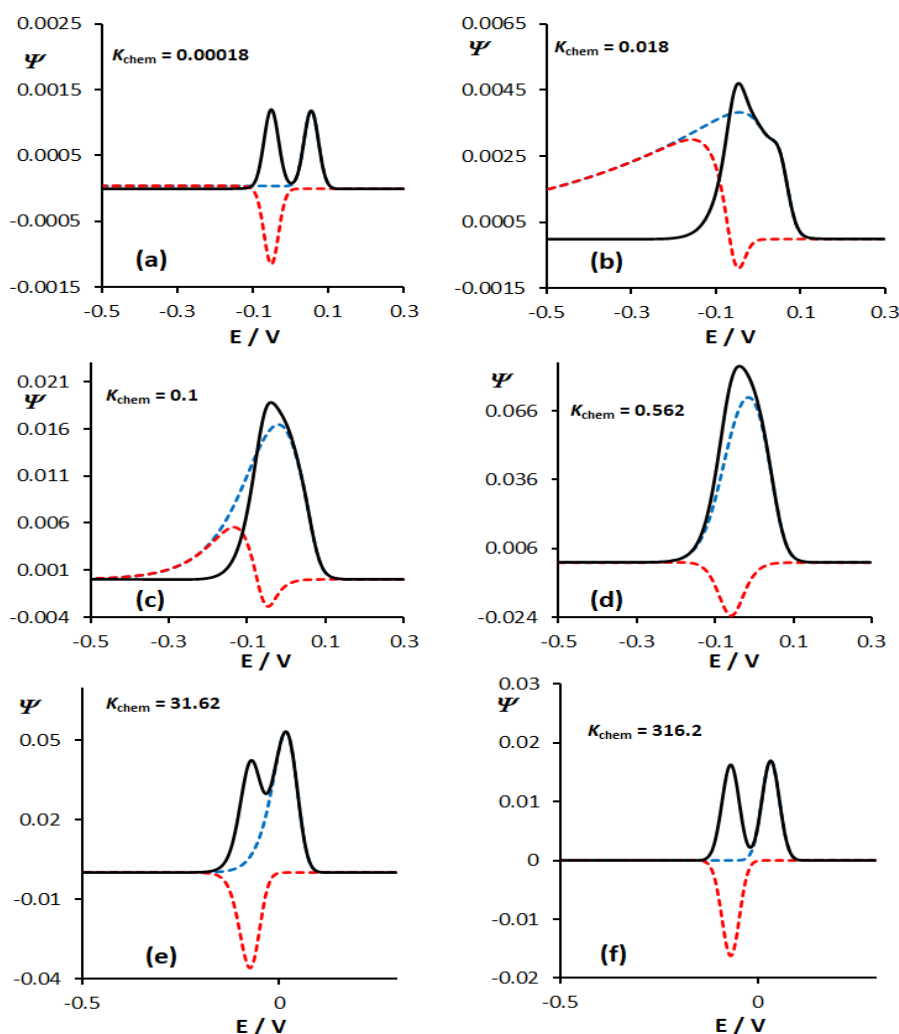 0.0025
Ψ
K chem = 0.00018
0.0015
0.0005
-0.0005
-0.0015
(a)
-0.5 -0.3 -0.1 0.1 0.3
E / V
0.0065
Ψ
K chem = 0.018
0.0045
0.0025
0.0005
-0.0015
(b)
-0.5 -0.3 -0.1 0.1 0.3
E / V
0.021
Ψ
K chem = 0.1
0.016
0.011
0.006
0.001
-0.004
(c)
-0.5 -0.3 -0.1 0.1 0.3
E / V
Ψ
K chem = 0.562
0.066
0.036
0.006
-0.024
(d)
-0.5 -0.3 -0.1 0.1 0.3
E / V
Ψ
K chem = 31.62
0.05
0.02
-0.01
-0.04
(e)
-0.5 0
E / V
0.03
Ψ
K chem = 316.2
0.02
0.01
0
-0.01
-0.02
(f)
-0.5 0
E / V